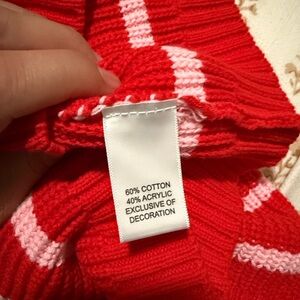 60% COTTON
40% ACRYLIC
EXCLUSIVE OF
DECORATION